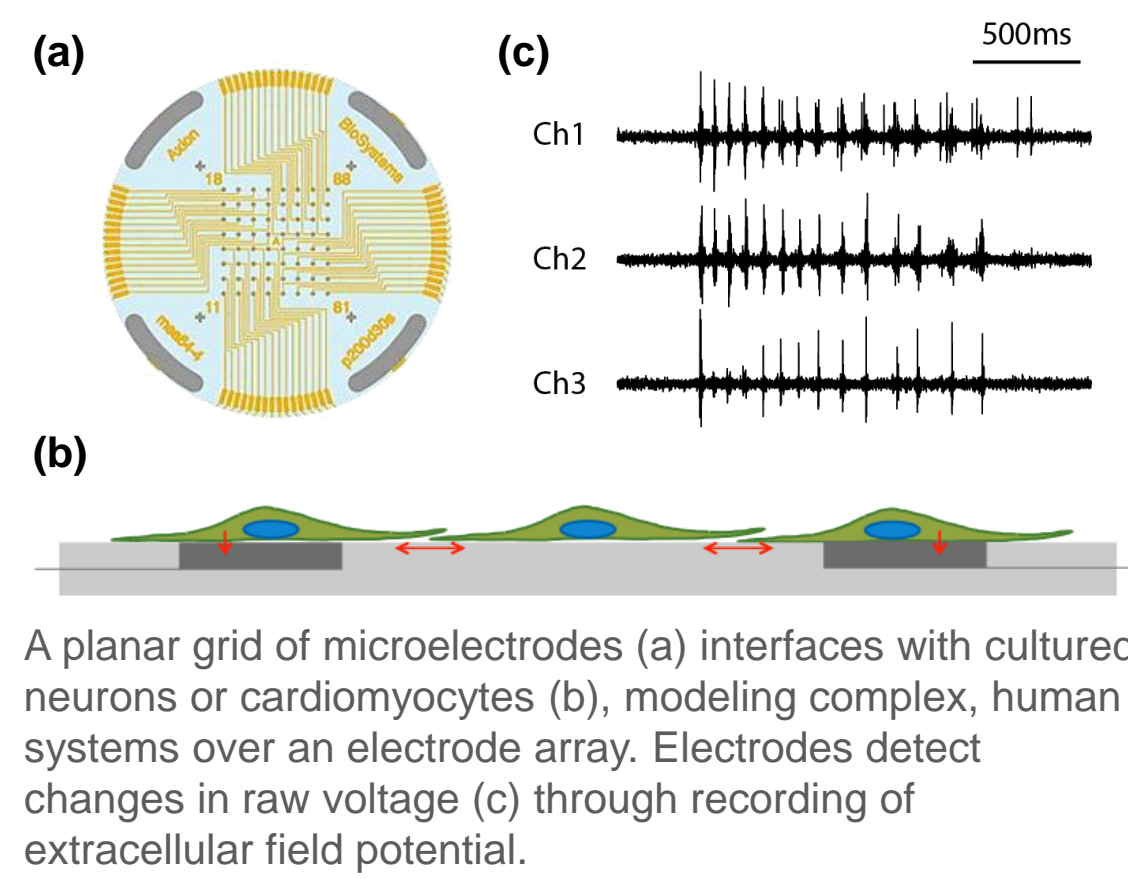 (a)
Axion
BioSystems
18
88
A
11
81
mea64-4
p200d30s
(c)
500ms
Ch1
Ch2
Ch3
(b)
A planar grid of microelectrodes (a) interfaces with cultured
neurons or cardiomyocytes (b), modeling complex, human
systems over an electrode array. Electrodes detect
changes in raw voltage (c) through recording of
extracellular field potential.